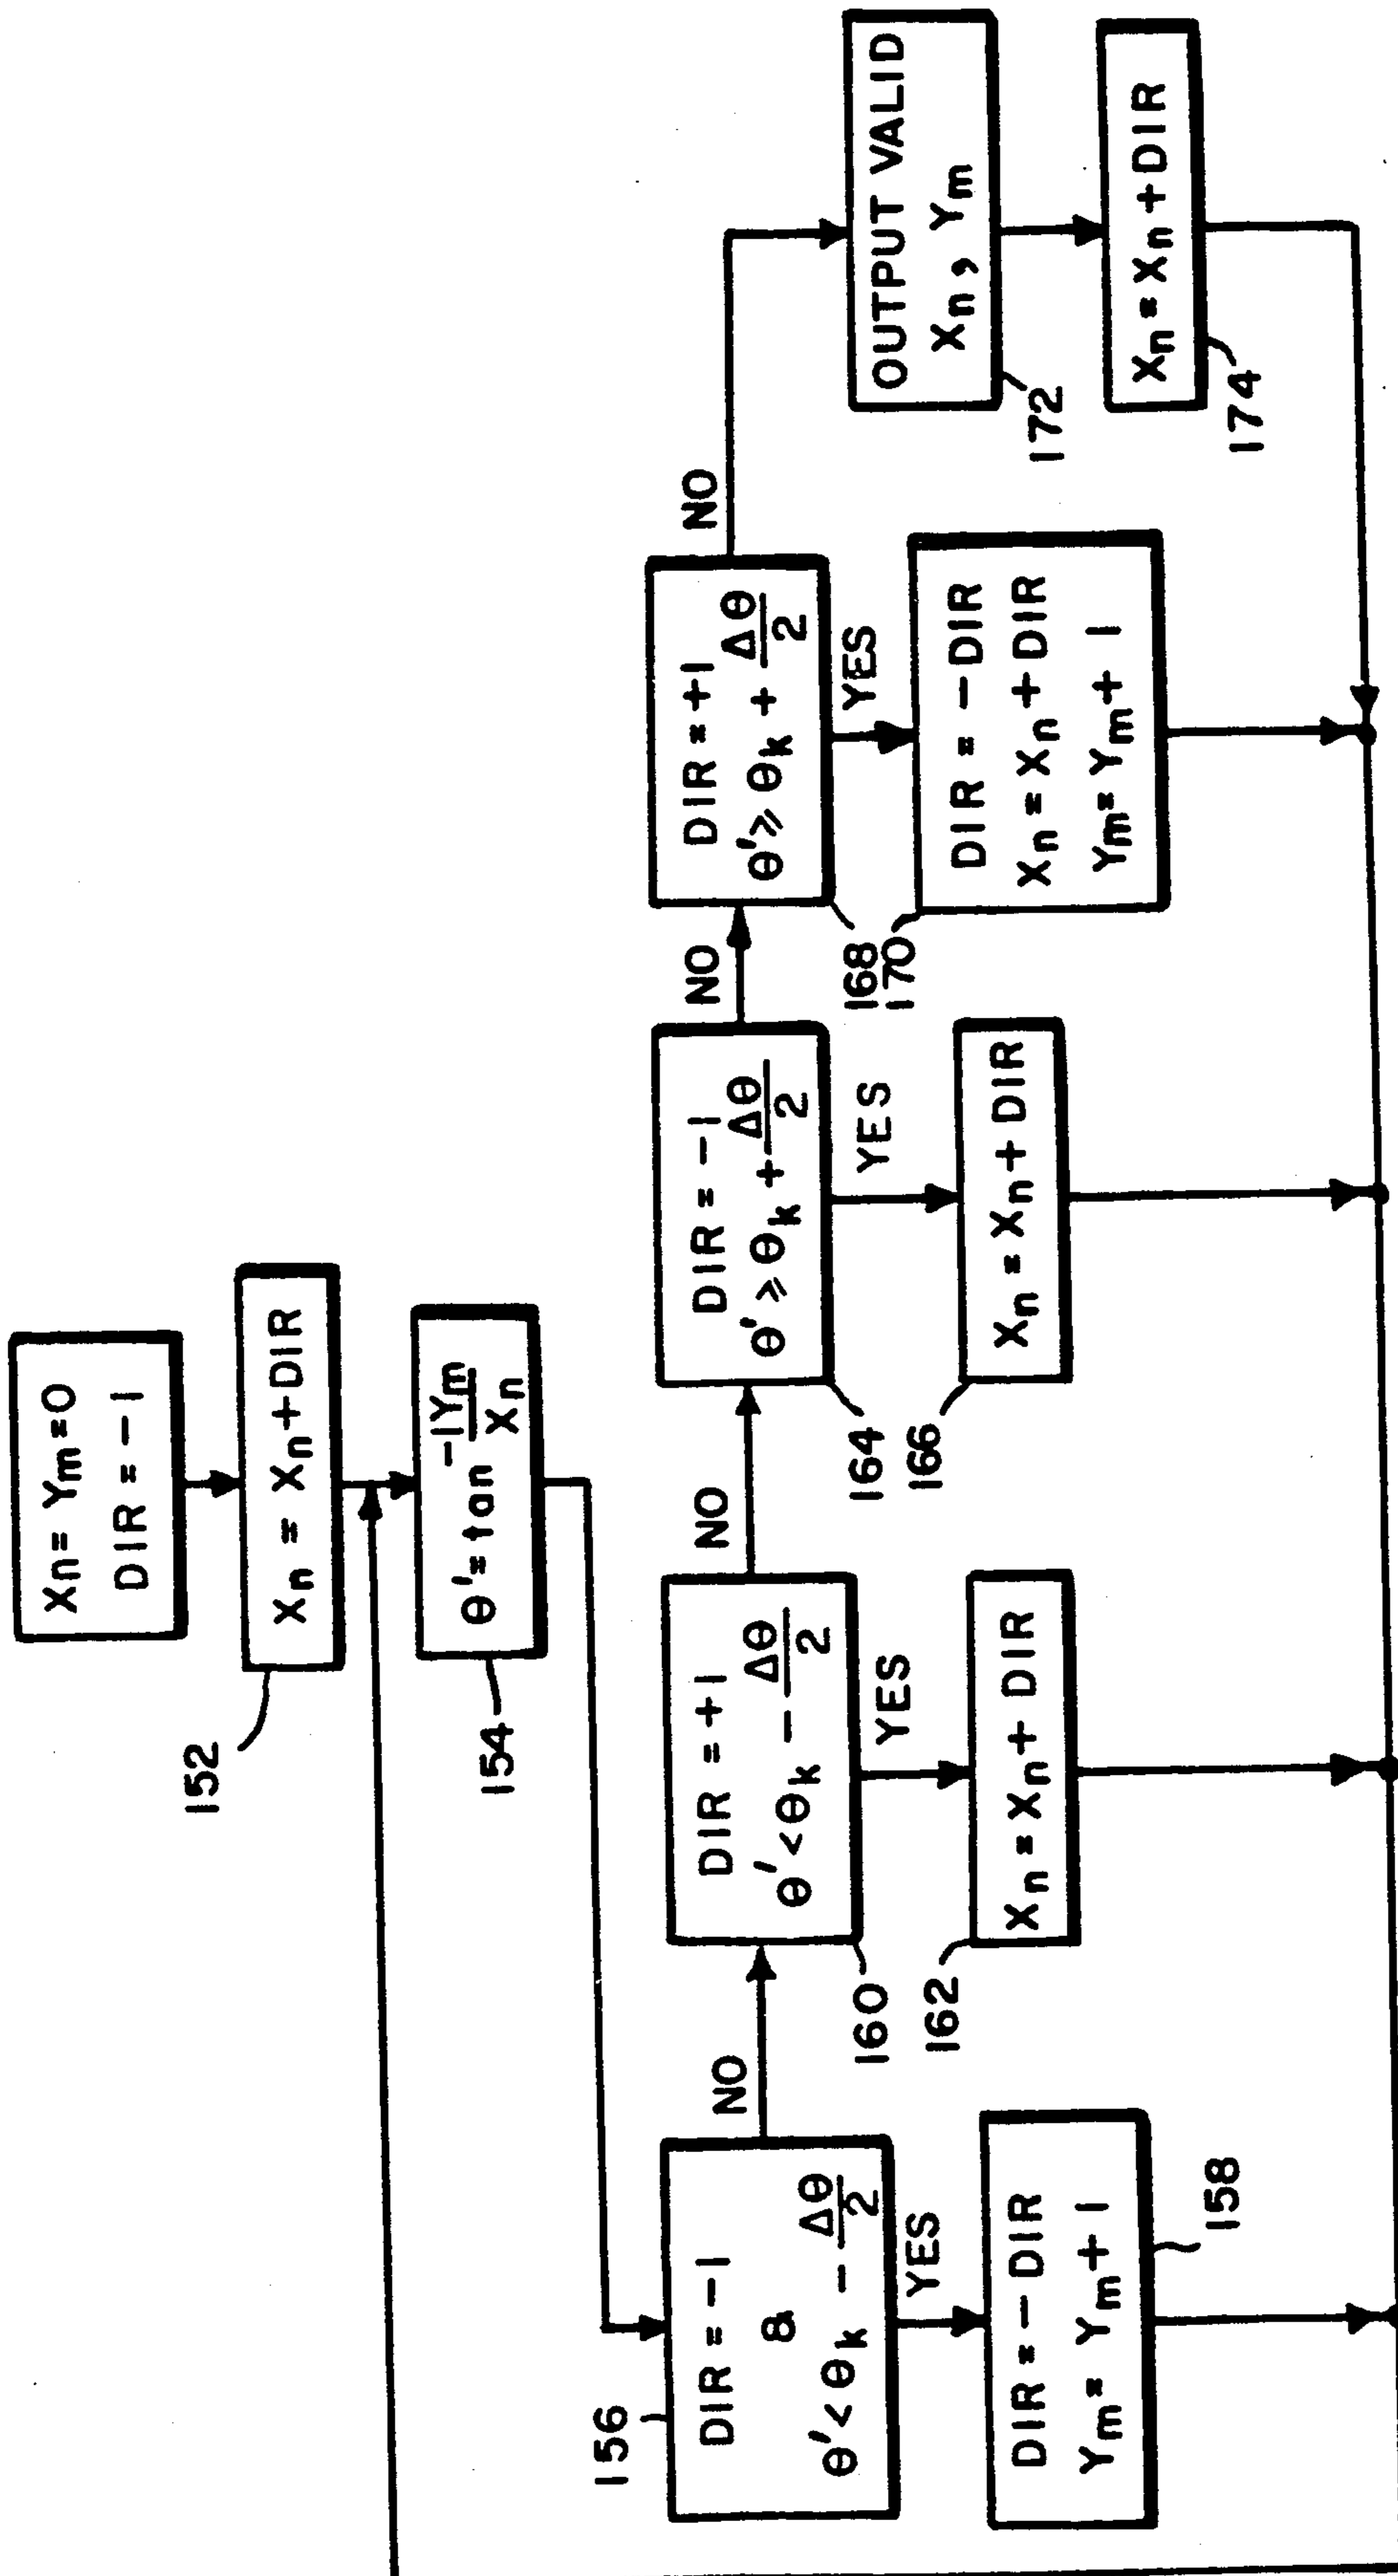 Xn = Ym = 0
DIR = -1
152
Xn = Xn + DIR
154
θ' = tan⁻¹ Ym/Xn
156
DIR = -1
&
θ' < θk - Δθ/2
NO
YES
DIR = -DIR
Ym = Ym + 1
158
DIR = +1
θ' < θk - Δθ/2
160
NO
YES
162
Xn = Xn + DIR
DIR = -1
θ' ≥ θk + Δθ/2
164
NO
YES
166
Xn = Xn + DIR
DIR = +1
θ' ≥ θk + Δθ/2
168
NO
YES
170
DIR = -DIR
Xn = Xn + DIR
Ym = Ym + 1
OUTPUT VALID
Xn, Ym
172
Xn = Xn + DIR
174